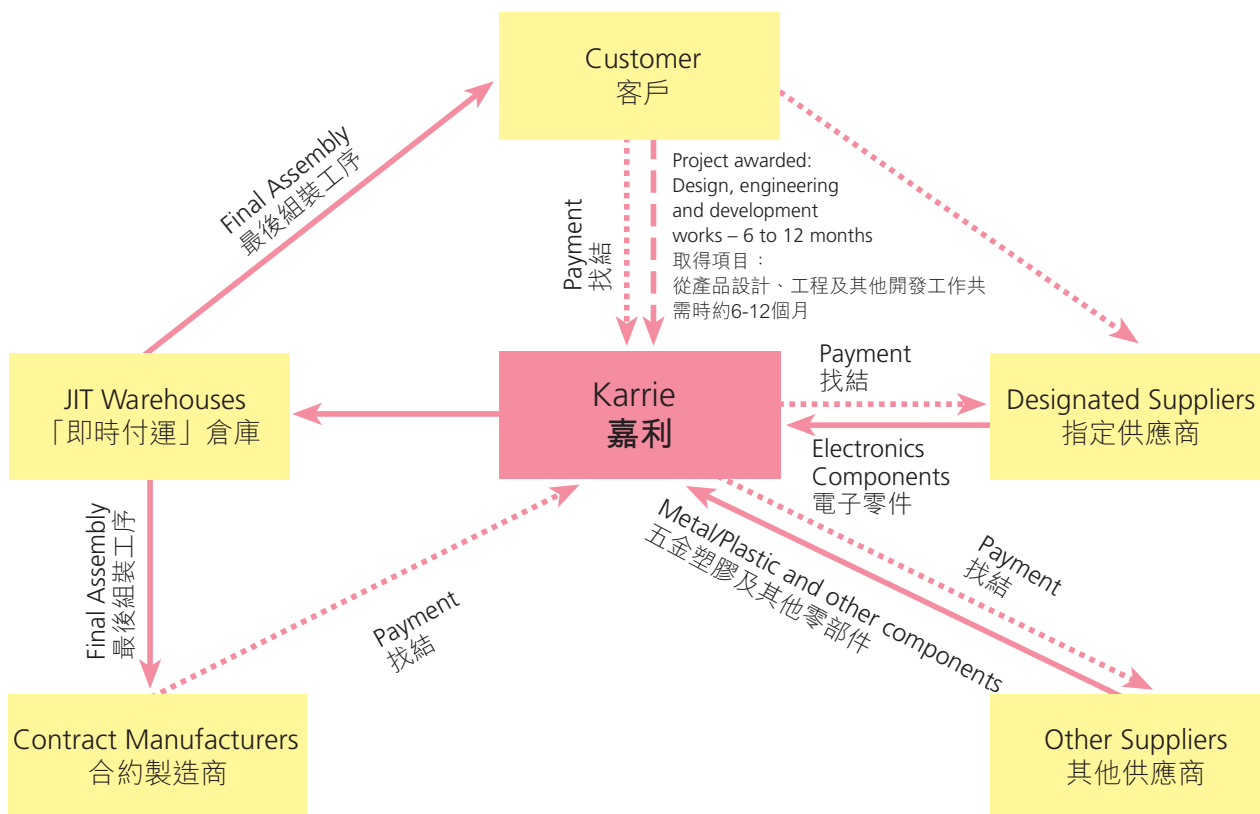 Customer
客戶
Final Assembly
最後組裝工序
Payment
找結
Project awarded:
Design, engineering
and development
works – 6 to 12 months
取得項目：
從產品設計、工程及其他開發工作共
需時約6-12個月
JIT Warehouses
「即時付運」倉庫
Karrie
嘉利
Payment
找結
Designated Suppliers
指定供應商
Electronics
Components
電子零件
Final Assembly
最後組裝工序
Payment
找結
Metal/Plastic and other components
五金塑膠及其他零部件
Payment
找結
Contract Manufacturers
合約製造商
Other Suppliers
其他供應商